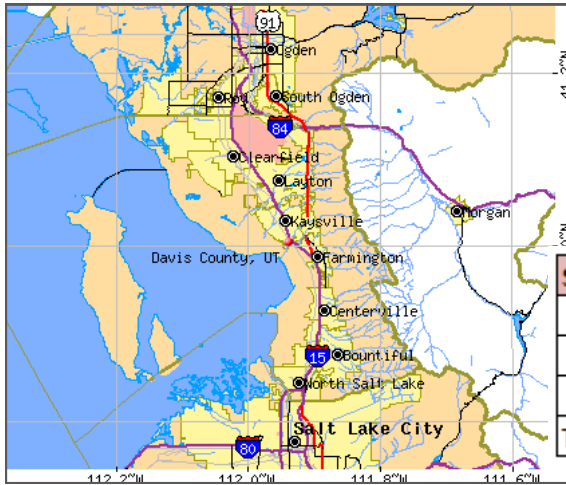 91
Ogden
Roy
South Ogden
84
Clearfield
Layton
Kaysville
Morgan
Davis County, UT
Farmington
Centerville
15
Bountiful
North Salt Lake
Salt Lake City
80
112.2°W
112.0°W
111.8°W
111.6°W